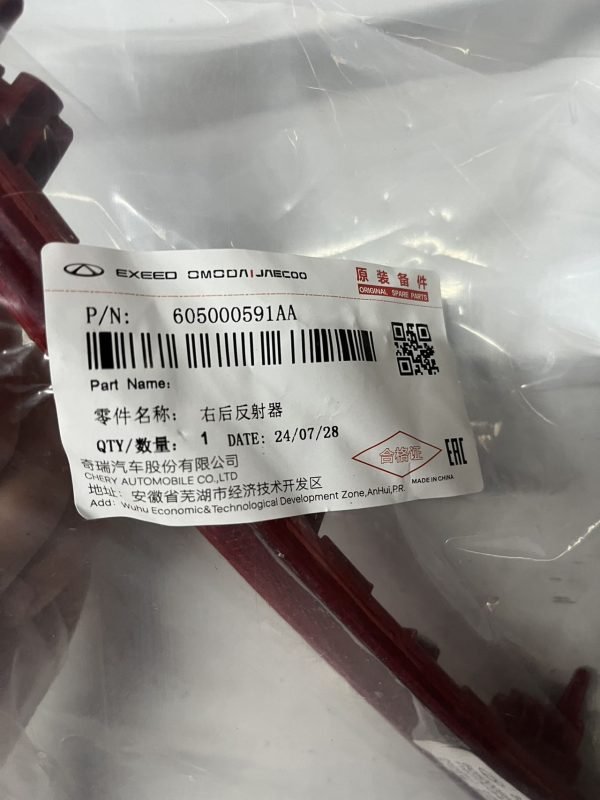 EXEED OMODA|JAECOO
原装备件
ORIGINAL SPARE PARTS
P/N: 605000591AA
Part Name:
零件名称: 右后反射器
QTY/数量: 1 DATE: 24/07/28
合格证
EAC
MADE IN CHINA
奇瑞汽车股份有限公司
CHERY AUTOMOBILE CO.,LTD
地址: 安徽省芜湖市经济技术开发区
Add: Wuhu Economic&Technological Development Zone,AnHui,P.R.